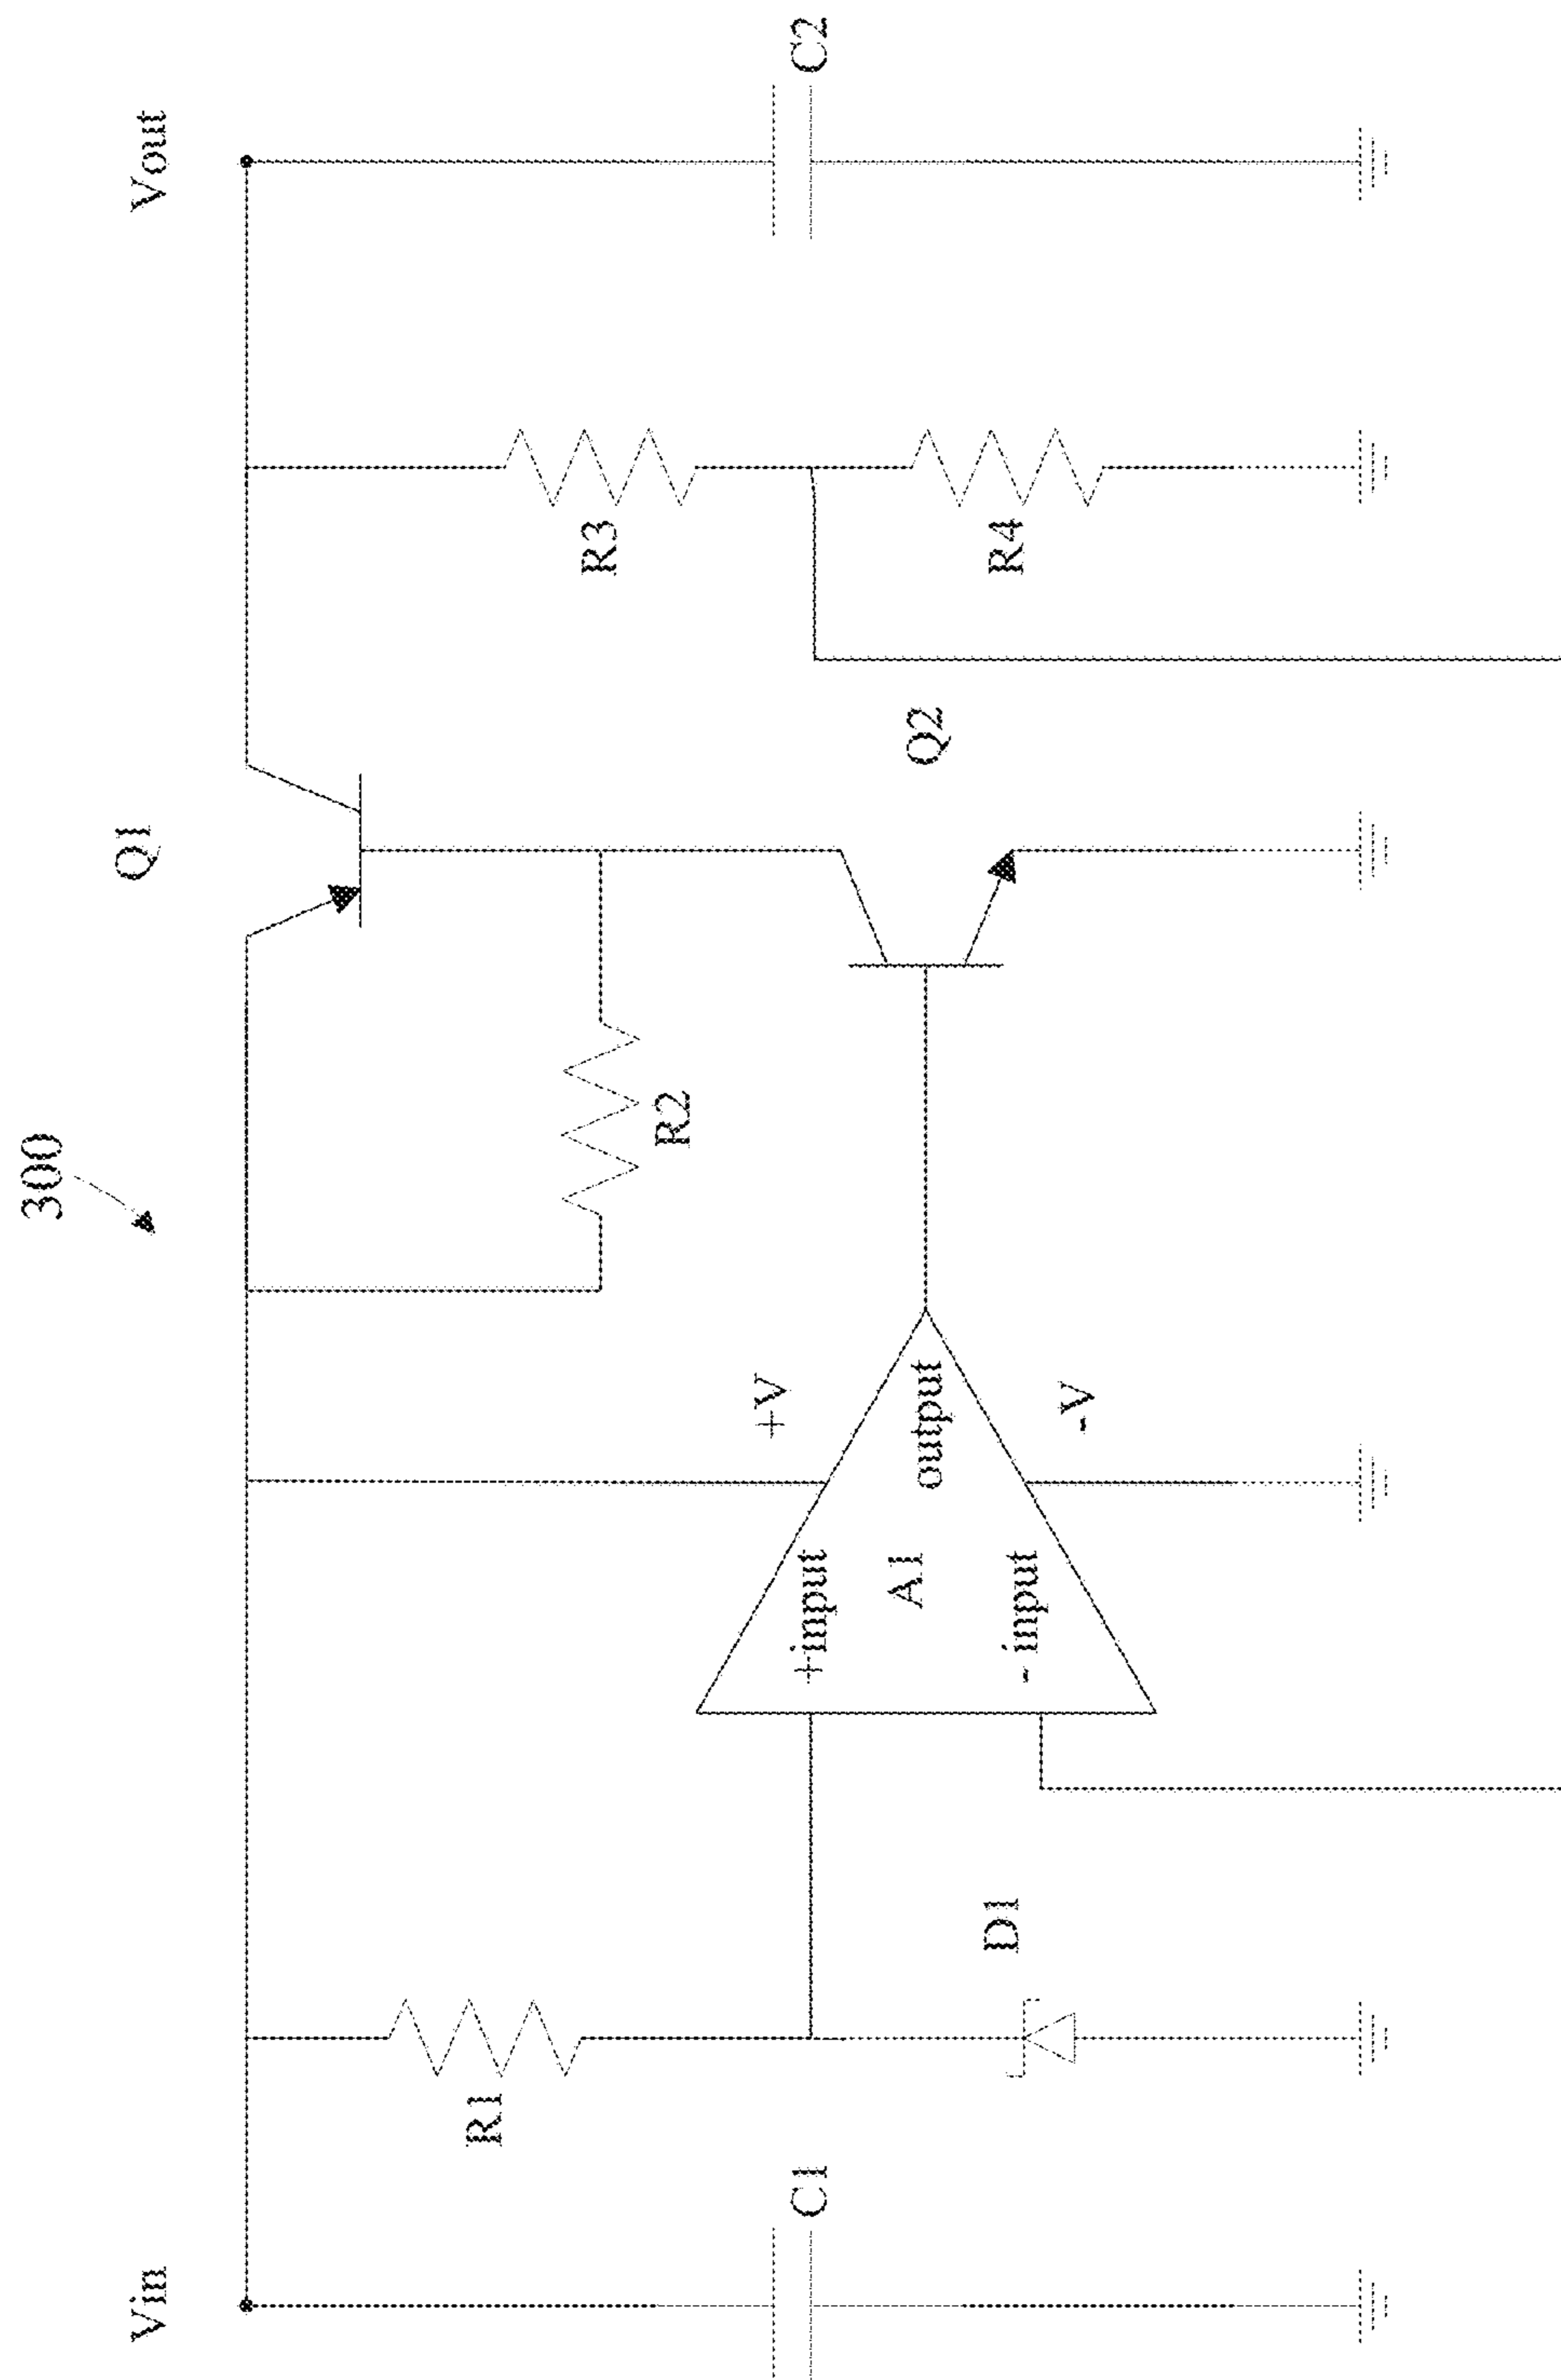 300
Vin
Q1
Vout
R1
R2
R3
C1
+V
+input
A1
- input
output
-V
D1
Q2
R4
C2